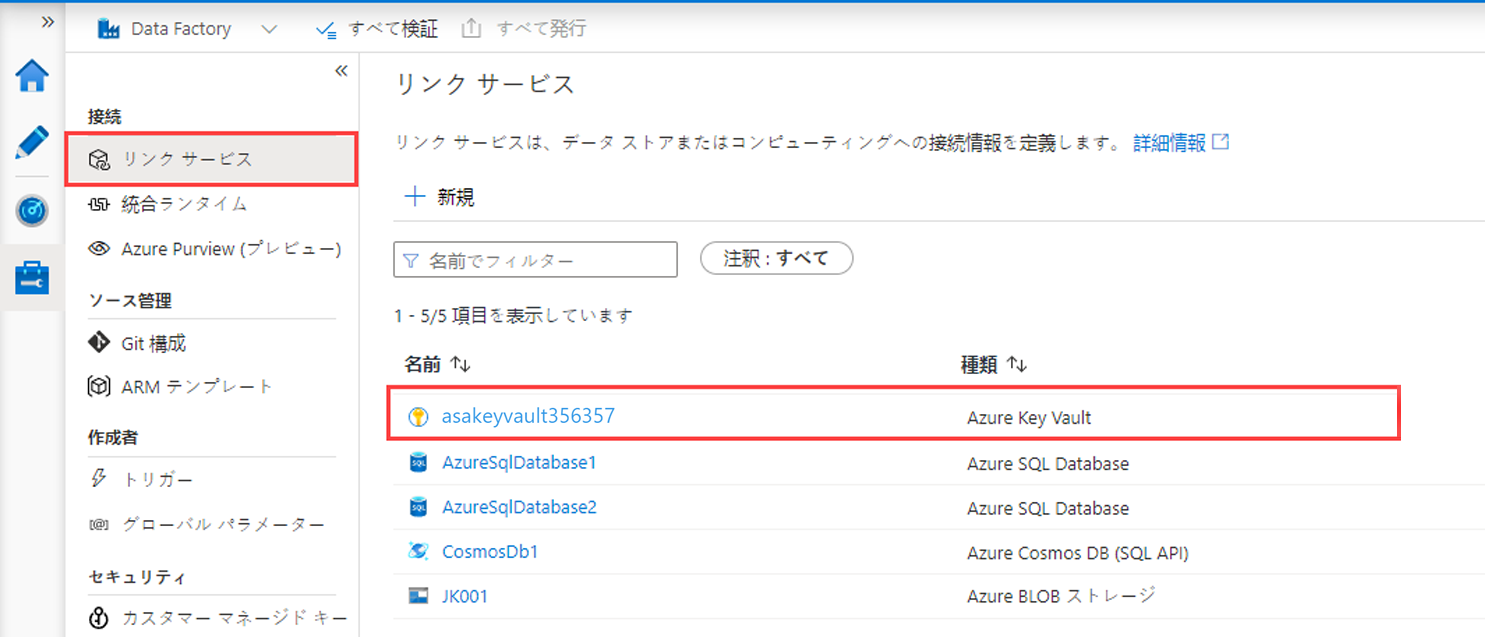 Data Factory すべて検証 すべて発行
接続
リンク サービス
統合ランタイム
Azure Purview (プレビュー)
ソース管理
Git 構成
ARM テンプレート
作成者
トリガー
グローバル パラメーター
セキュリティ
カスタマー マネージド キー
リンク サービス
リンク サービスは、データ ストアまたはコンピューティングへの接続情報を定義します。 詳細情報
新規
名前でフィルター 注釈 : すべて
1 - 5/5 項目を表示しています
名前 種類
asakeyvault356357 Azure Key Vault
AzureSqlDatabase1 Azure SQL Database
AzureSqlDatabase2 Azure SQL Database
CosmosDb1 Azure Cosmos DB (SQL API)
JK001 Azure BLOB ストレージ